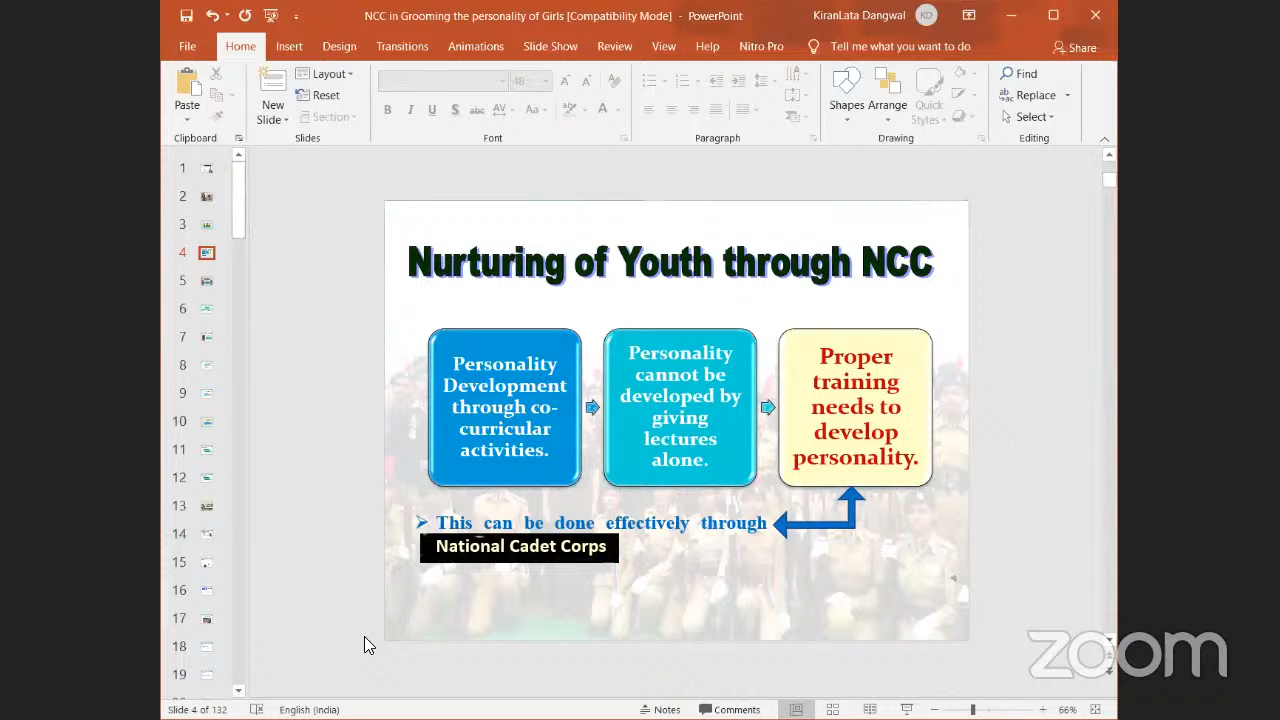 NCC in Grooming the personality of Girls [Compatibility Mode] - PowerPoint
KiranLata Dangwal
KD
File Home Insert Design Transitions Animations Slide Show Review View Help Nitro Pro Tell me what you want to do
Share
Paste
Clipboard
New
Slide
Layout
Reset
Section
Slides
48
B I U S abc AV Aa A
Font
Paragraph
Shapes Arrange Quick
Styles
Drawing
Find
Replace
Select
Editing
1
2
3
4
5
6
7
8
9
10
11
12
13
14
15
16
17
18
19
Nurturing of Youth through NCC
Personality
Development
through co-
curricular
activities.
Personality
cannot be
developed by
giving
lectures
alone.
Proper
training
needs to
develop
personality.
This can be done effectively through
National Cadet Corps
zoom
Slide 4 of 132 English (India) Notes Comments 66%